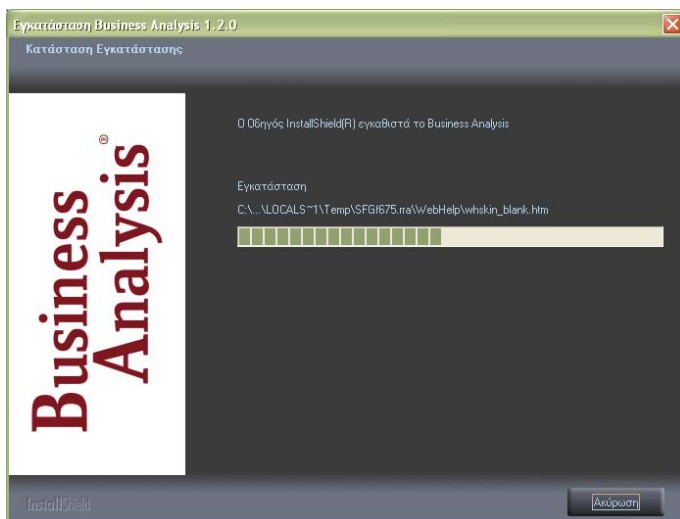 Εγκατάσταση Business Analysis 1.2.0
Κατάσταση Εγκατάστασης
Business
Analysis®
Ο Οδηγός InstallShield(R) εγκαθιστά το Business Analysis
Εγκατάσταση
C:\...\LOCALS~1\Temp\SFGf675.rra\WebHelp\whskin_blank.htm
InstallShield
Ακύρωση